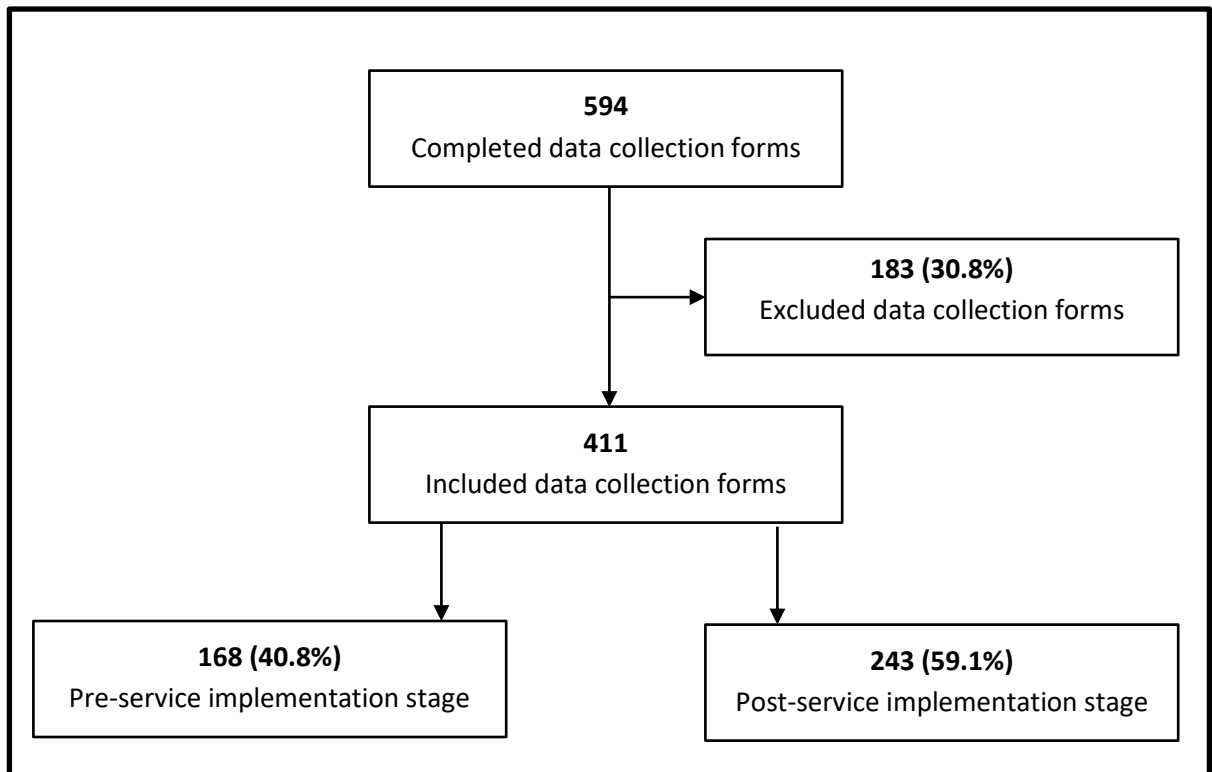 594
Completed data collection forms
183 (30.8%)
Excluded data collection forms
411
Included data collection forms
168 (40.8%)
Pre-service implementation stage
243 (59.1%)
Post-service implementation stage